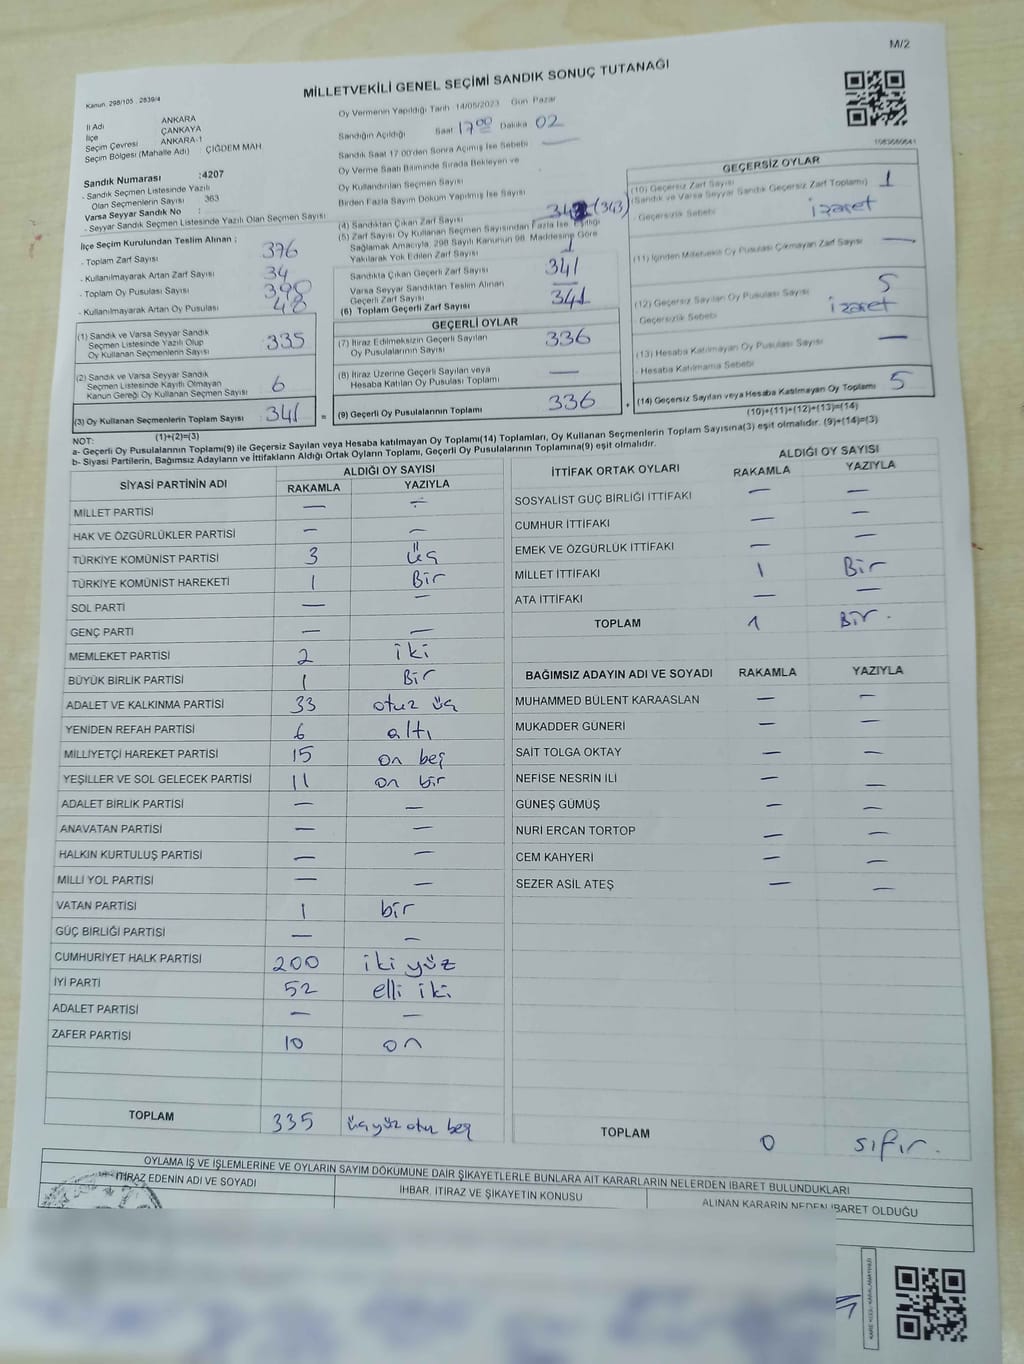 M/2
MİLLETVEKİLİ GENEL SEÇİMİ SANDIK SONUÇ TUTANAĞI
Kanun. 298/105 , 2839/4
İl Adı ANKARA
İlçe ÇANKAYA
Seçim Çevresi ANKARA-1
Seçim Bölgesi (Mahalle Adı) ÇİĞDEM MAH
Sandık Numarası :4207
- Sandık Seçmen Listesinde Yazılı
Olan Seçmenlerin Sayısı 363
Varsa Seyyar Sandık No :
- Seyyar Sandık Seçmen Listesinde Yazılı Olan Seçmen Sayısı
İlçe Seçim Kurulundan Teslim Alınan ;
- Toplam Zarf Sayısı 376
- Kullanılmayarak Artan Zarf Sayısı 34
- Toplam Oy Pusulası Sayısı 390
- Kullanılmayarak Artan Oy Pusulası 48
(1) Sandık ve Varsa Seyyar Sandık
Seçmen Listesinde Yazılı Olup
Oy Kullanan Seçmenlerin Sayısı 335
(2) Sandık ve Varsa Seyyar Sandık
Seçmen Listesinde Kayıtlı Olmayan
Kanun Gereği Oy Kullanan Seçmen Sayısı 6
(3) Oy Kullanan Seçmenlerin Toplam Sayısı 341 =
(1)+(2)=(3)
Oy Vermenin Yapıldığı Tarih 14/05/2023 Gün Pazar
Sandığın Açıldığı Saat 17⁰⁰ Dakika 02
Sandık Saat 17:00'den Sonra Açılmış İse Sebebi —
Oy Verme Saati Bitiminde Sırada Bekleyen ve
Oy Kullandırılan Seçmen Sayısı
Birden Fazla Sayım Döküm Yapılmış İse Sayısı
(4) Sandıktan Çıkan Zarf Sayısı (343)
(5) Zarf Sayısı Oy Kullanan Seçmen Sayısından Fazla İse, Eşitliği
Sağlamak Amacıyla, 298 Sayılı Kanunun 98. Maddesine Göre
Yakılarak Yok Edilen Zarf Sayısı 1
Sandıkta Çıkan Geçerli Zarf Sayısı 341
Varsa Seyyar Sandıktan Teslim Alınan
Geçerli Zarf Sayısı —
(6) Toplam Geçerli Zarf Sayısı 341
GEÇERLİ OYLAR
(7) İtiraz Edilmeksizin Geçerli Sayılan
Oy Pusulalarının Sayısı 336
(8) İtiraz Üzerine Geçerli Sayılan veya
Hesaba Katılan Oy Pusulası Toplamı —
(9) Geçerli Oy Pusulalarının Toplamı 336 +
GEÇERSİZ OYLAR
(10) Geçersiz Zarf Sayısı
(Sandık ve Varsa Seyyar Sandık Geçersiz Zarf Toplamı) 1
- Geçersizlik Sebebi izaret
(11) İçinden Milletvekili Oy Pusulası Çıkmayan Zarf Sayısı —
(12) Geçersiz Sayılan Oy Pusulası Sayısı 5
Geçersizlik Sebebi izaret
(13) Hesaba Katılmayan Oy Pusulası Sayısı —
- Hesaba Katılmama Sebebi
(14) Geçersiz Sayılan veya Hesaba Katılmayan Oy Toplamı 5
(10)+(11)+(12)+(13)=(14)
NOT:
a- Geçerli Oy Pusulalarının Toplamı(9) ile Geçersiz Sayılan veya Hesaba katılmayan Oy Toplamı(14) Toplamları, Oy Kullanan Seçmenlerin Toplam Sayısına(3) eşit olmalıdır. (9)+(14)=(3)
b- Siyasi Partilerin, Bağımsız Adayların ve İttifakların Aldığı Ortak Oyların Toplamı, Geçerli Oy Pusulalarının Toplamına(9) eşit olmalıdır.
SİYASİ PARTİNİN ADI ALDIĞI OY SAYISI
RAKAMLA YAZIYLA
MİLLET PARTİSİ — —
HAK VE ÖZGÜRLÜKLER PARTİSİ — —
TÜRKİYE KOMÜNİST PARTİSİ 3 üç
TÜRKİYE KOMÜNİST HAREKETİ 1 Bir
SOL PARTİ — —
GENÇ PARTİ — —
MEMLEKET PARTİSİ 2 iki
BÜYÜK BİRLİK PARTİSİ 1 Bir
ADALET VE KALKINMA PARTİSİ 33 otuz üç
YENİDEN REFAH PARTİSİ 6 altı
MİLLİYETÇİ HAREKET PARTİSİ 15 on beş
YEŞİLLER VE SOL GELECEK PARTİSİ 11 on bir
ADALET BİRLİK PARTİSİ — —
ANAVATAN PARTİSİ — —
HALKIN KURTULUŞ PARTİSİ — —
MİLLİ YOL PARTİSİ — —
VATAN PARTİSİ 1 bir
GÜÇ BİRLİĞİ PARTİSİ — —
CUMHURİYET HALK PARTİSİ 200 iki yüz
İYİ PARTİ 52 elli iki
ADALET PARTİSİ — —
ZAFER PARTİSİ 10 on
TOPLAM 335 üçyüz otuz beş
İTTİFAK ORTAK OYLARI ALDIĞI OY SAYISI
RAKAMLA YAZIYLA
SOSYALİST GÜÇ BİRLİĞİ İTTİFAKI — —
CUMHUR İTTİFAKI — —
EMEK VE ÖZGÜRLÜK İTTİFAKI — —
MİLLET İTTİFAKI 1 Bir
ATA İTTİFAKI — —
TOPLAM 1 Bir.
BAĞIMSIZ ADAYIN ADI VE SOYADI RAKAMLA YAZIYLA
MUHAMMED BÜLENT KARAASLAN — —
MUKADDER GÜNERİ — —
SAİT TOLGA OKTAY — —
NEFİSE NESRİN İLİ — —
GÜNEŞ GÜMÜŞ — —
NURİ ERCAN TORTOP — —
CEM KAHYERİ — —
SEZER ASİL ATEŞ — —
TOPLAM 0 sıfır.
OYLAMA İŞ VE İŞLEMLERİNE VE OYLARIN SAYIM DÖKÜMÜNE DAİR ŞİKAYETLERLE BUNLARA AİT KARARLARIN NELERDEN İBARET BULUNDUKLARI
İTİRAZ EDENİN ADI VE SOYADI
İHBAR, İTİRAZ VE ŞİKAYETİN KONUSU
ALINAN KARARIN NEDEN İBARET OLDUĞU